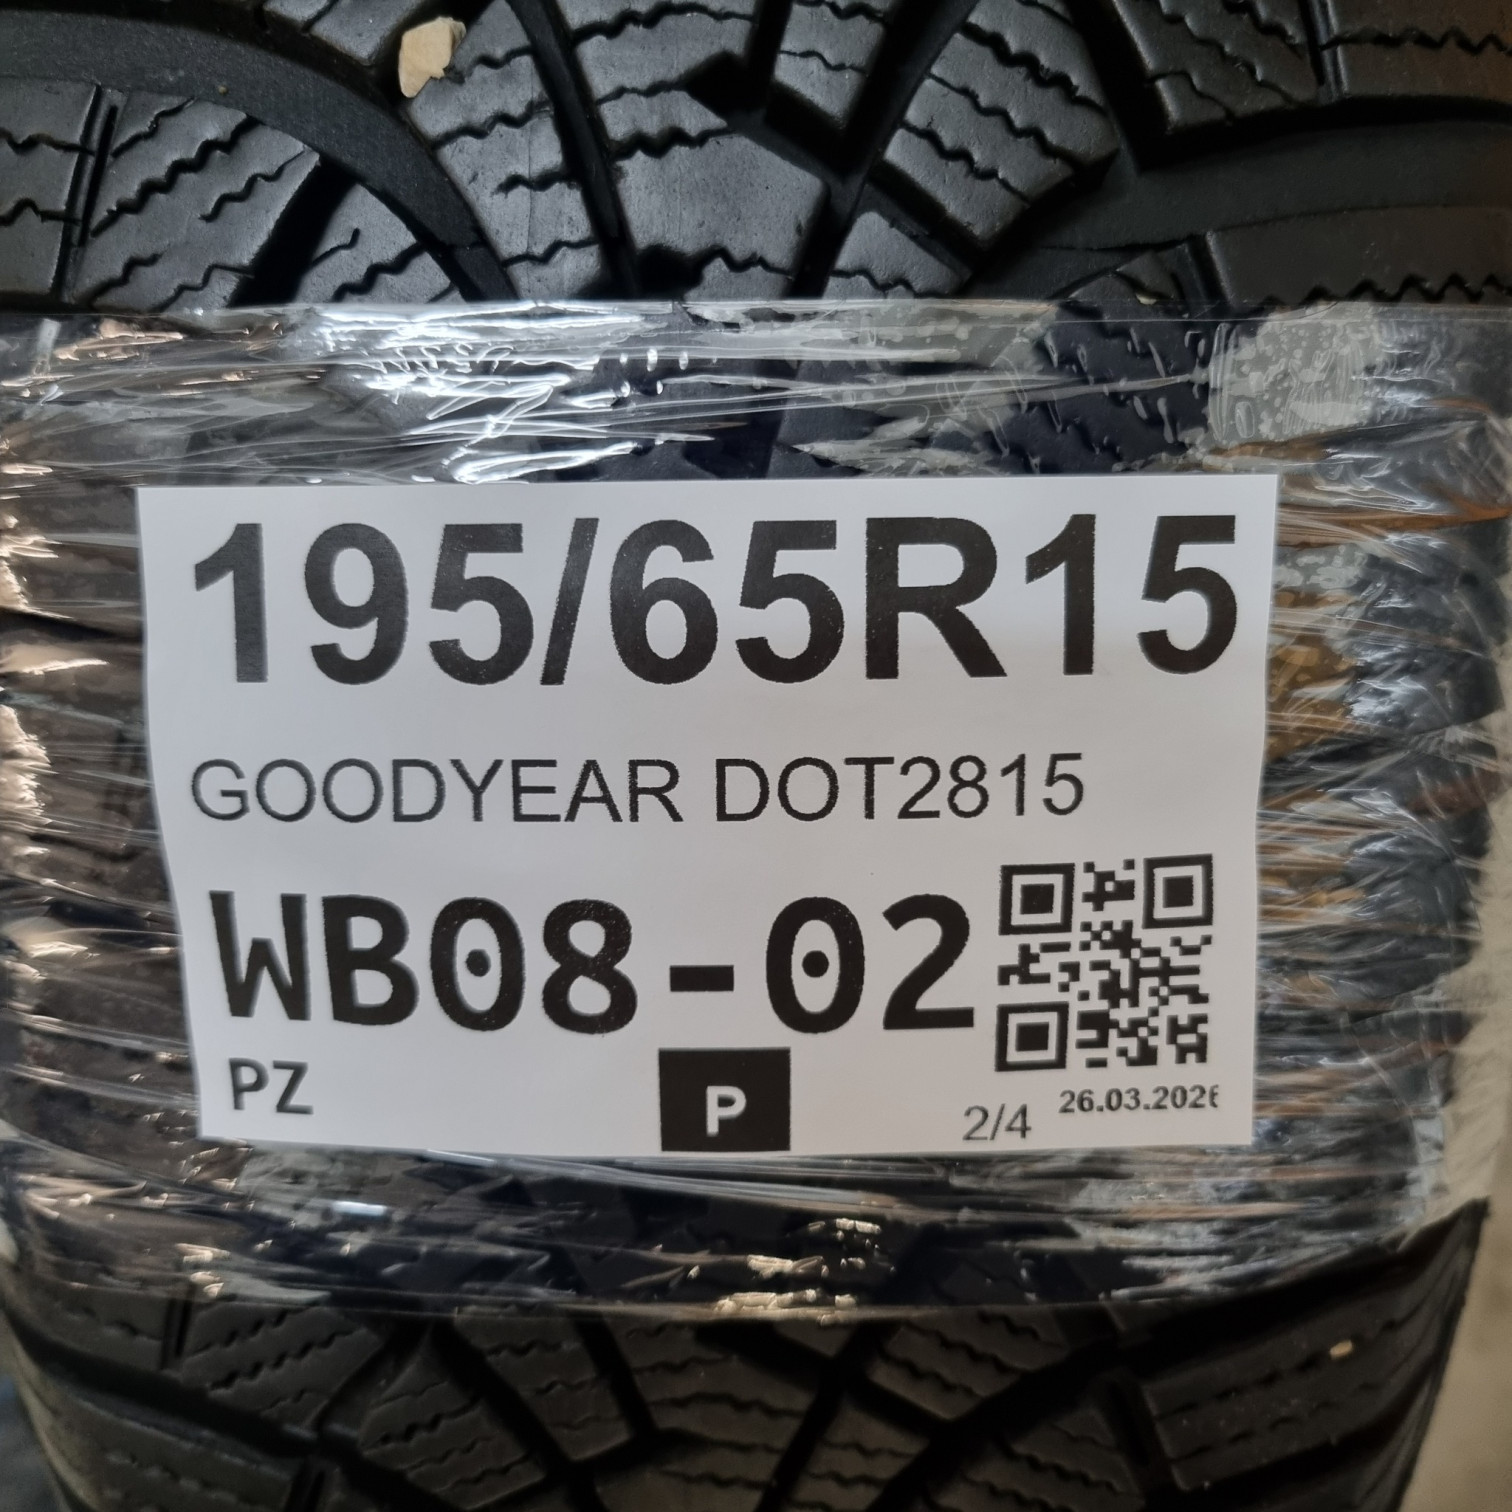 195/65R15
GOODYEAR DOT2815
WB08-02
PZ
P
2/4
26.03.2026